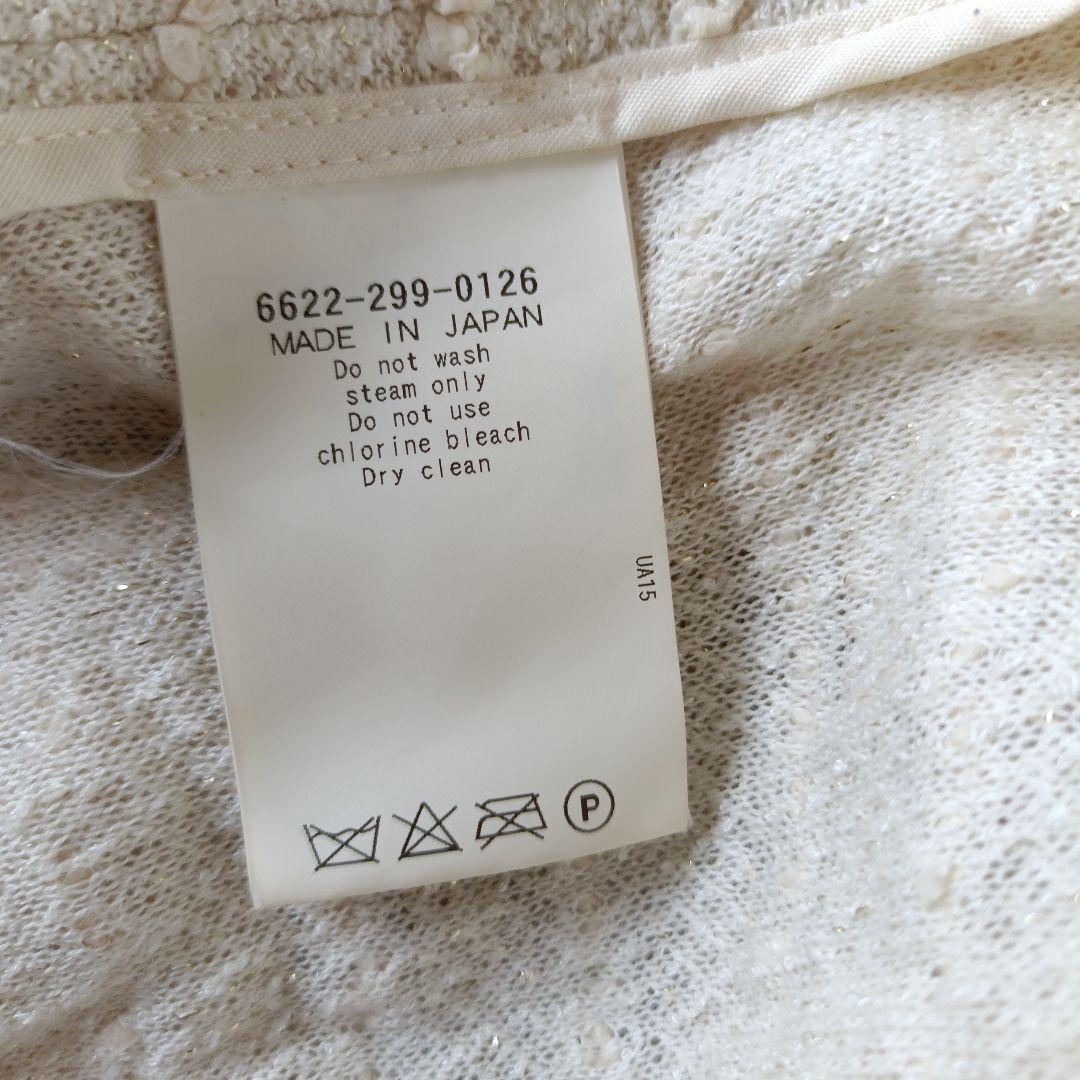 6622-299-0126
MADE IN JAPAN
Do not wash
steam only
Do not use
chlorine bleach
Dry clean
UA15
P